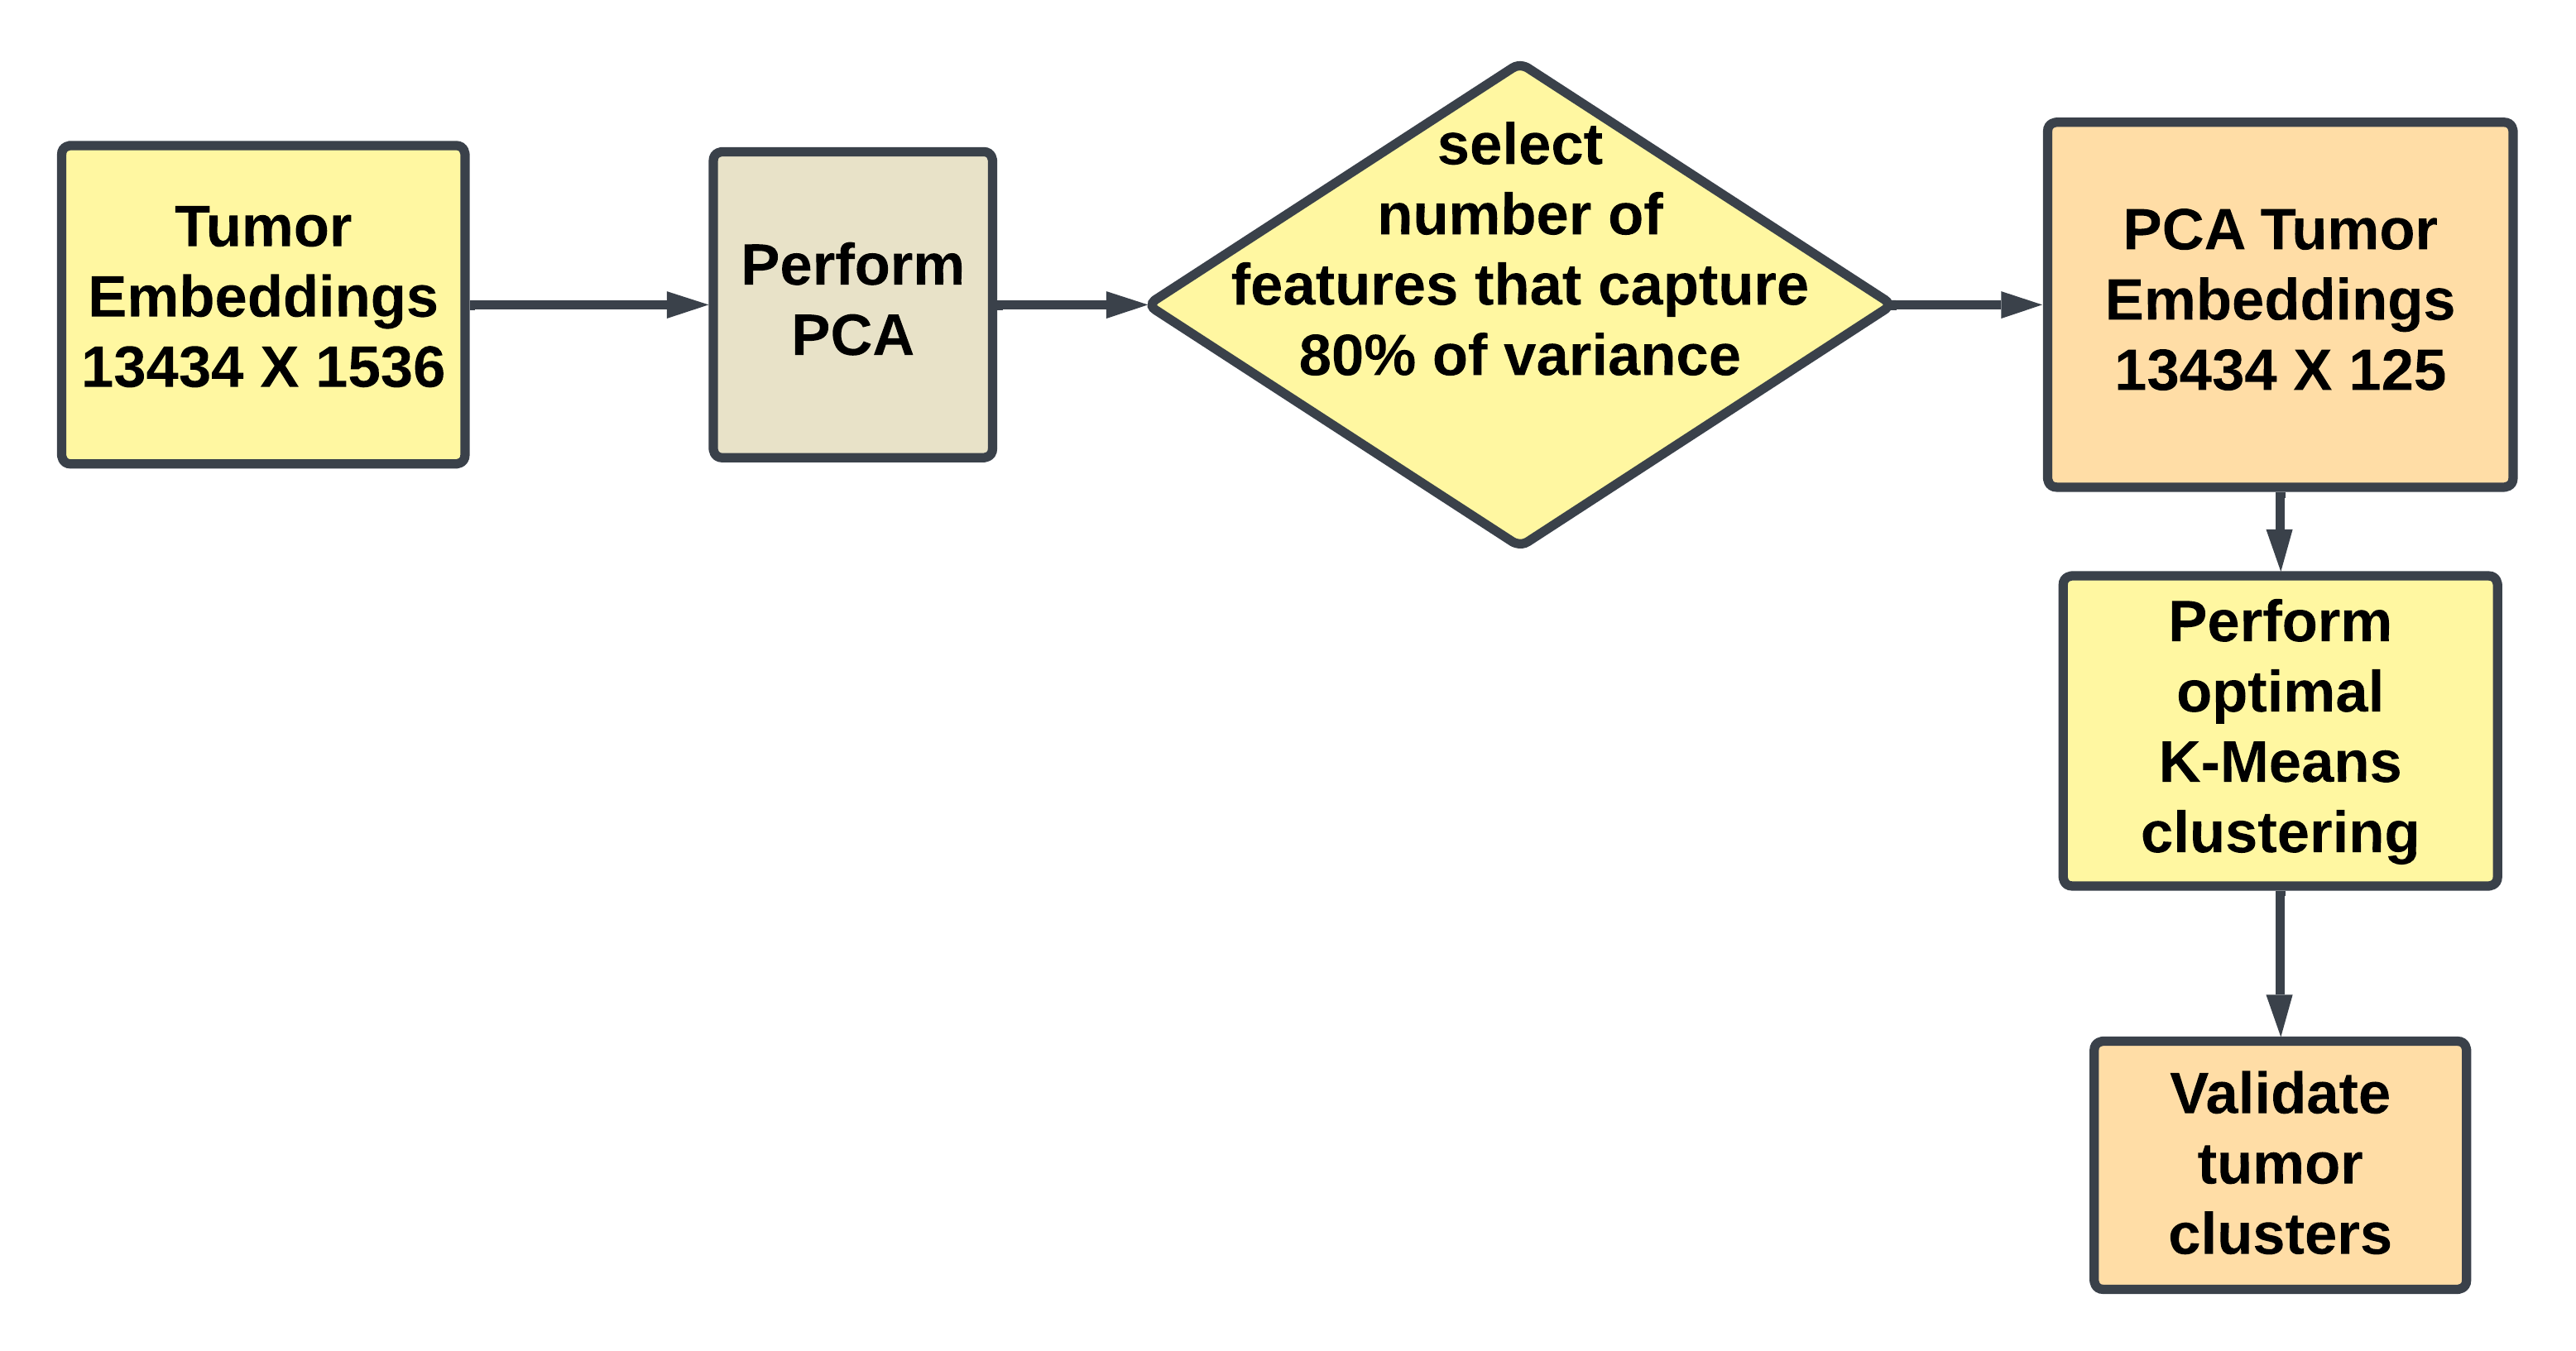 Tumor
Embeddings
13434 X 1536
Perform
PCA
select
number of
features that capture
80% of variance
PCA Tumor
Embeddings
13434 X 125
Perform
optimal
K-Means
clustering
Validate
tumor
clusters